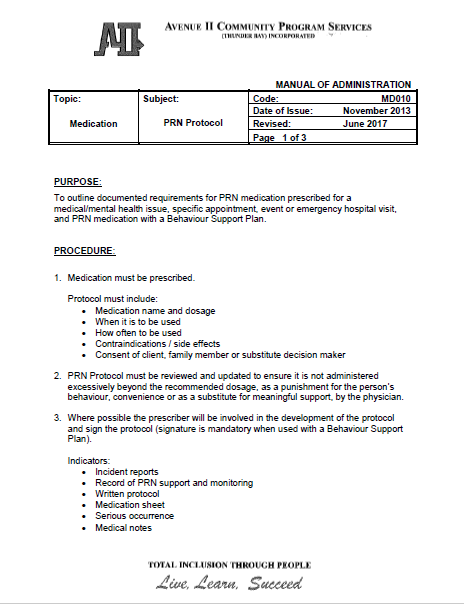 AVENUE II COMMUNITY PROGRAM SERVICES
(THUNDER BAY) INCORPORATED
MANUAL OF ADMINISTRATION
Topic:
Medication
Subject:
PRN Protocol
Code: MD010
Date of Issue: November 2013
Revised: June 2017
Page 1 of 3
PURPOSE:
To outline documented requirements for PRN medication prescribed for a
medical/mental health issue, specific appointment, event or emergency hospital visit,
and PRN medication with a Behaviour Support Plan.
PROCEDURE:
1. Medication must be prescribed.
Protocol must include:
• Medication name and dosage
• When it is to be used
• How often to be used
• Contraindications / side effects
• Consent of client, family member or substitute decision maker
2. PRN Protocol must be reviewed and updated to ensure it is not administered
excessively beyond the recommended dosage, as a punishment for the person's
behaviour, convenience or as a substitute for meaningful support, by the physician.
3. Where possible the prescriber will be involved in the development of the protocol
and sign the protocol (signature is mandatory when used with a Behaviour Support
Plan).
Indicators:
• Incident reports
• Record of PRN support and monitoring
• Written protocol
• Medication sheet
• Serious occurrence
• Medical notes
TOTAL INCLUSION THROUGH PEOPLE
Live, Learn, Succeed